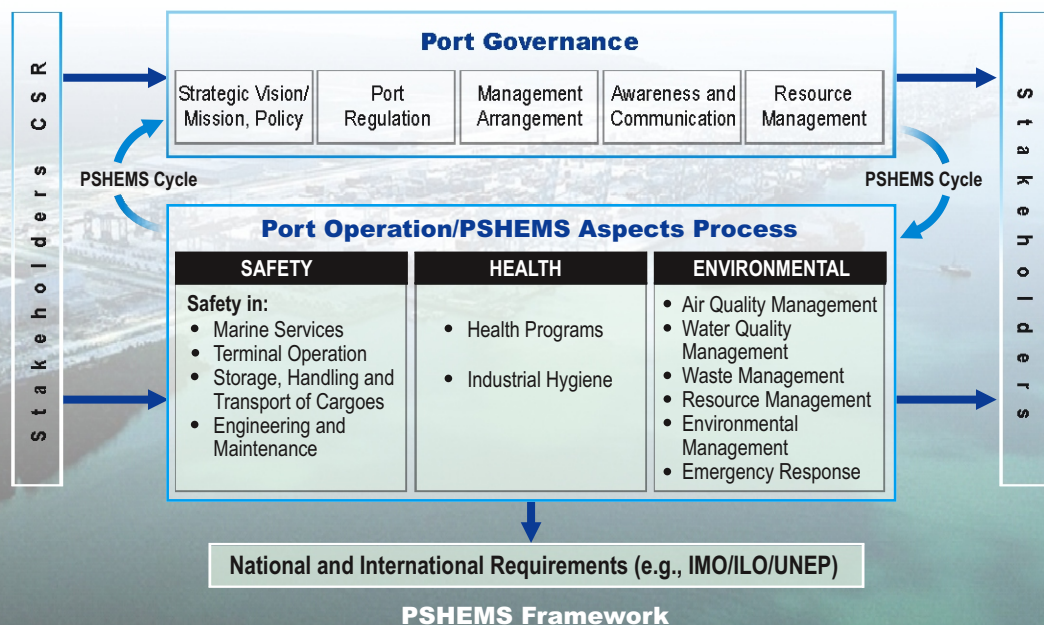 Stakeholders CSR
Port Governance
Strategic Vision/
Mission, Policy
Port
Regulation
Management
Arrangement
Awareness and
Communication
Resource
Management
Stakeholders
PSHEMS Cycle
PSHEMS Cycle
Port Operation/PSHEMS Aspects Process
SAFETY
Safety in:
• Marine Services
• Terminal Operation
• Storage, Handling and
Transport of Cargoes
• Engineering and
Maintenance
HEALTH
• Health Programs
• Industrial Hygiene
ENVIRONMENTAL
• Air Quality Management
• Water Quality
Management
• Waste Management
• Resource Management
• Environmental
Management
• Emergency Response
National and International Requirements (e.g., IMO/ILO/UNEP)
PSHEMS Framework